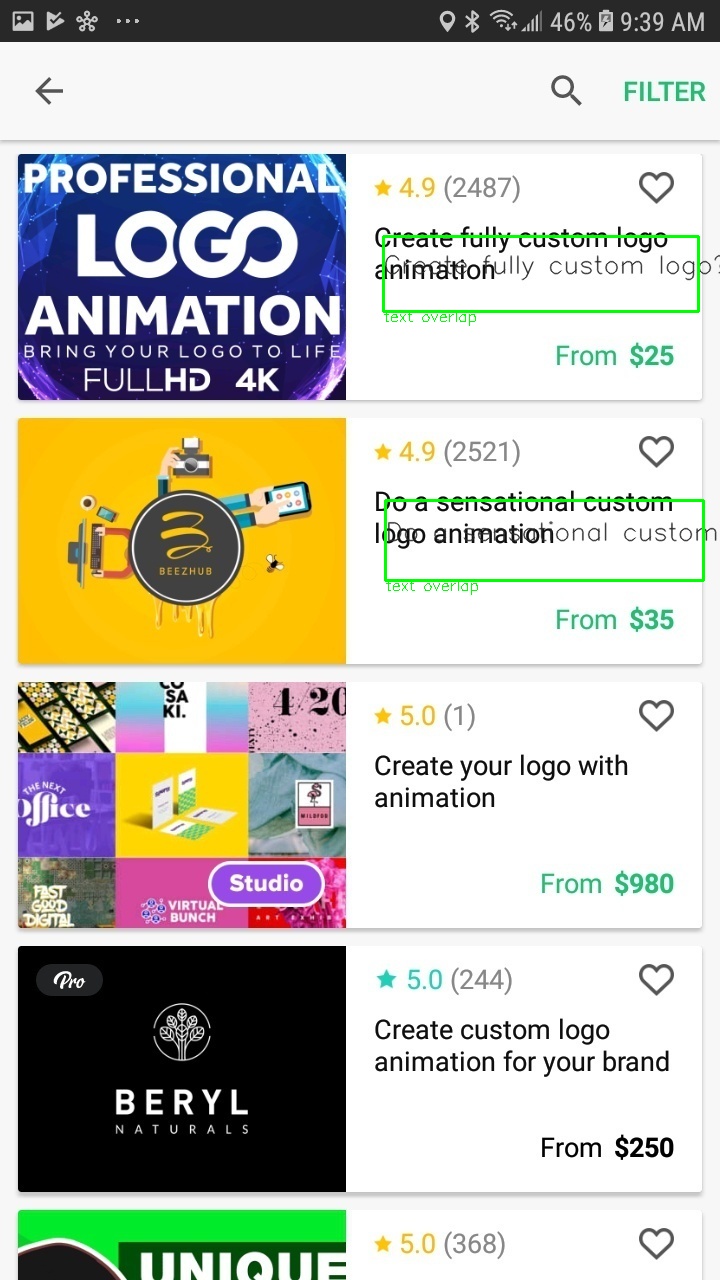 46% 9:39 AM
FILTER
PROFESSIONAL
LOGO
ANIMATION
BRING YOUR LOGO TO LIFE
FULLHD 4K
4.9 (2487)
Create fully custom logo
animation
Create fully custom logo?
text overlap
From $25
BEEZHUB
4.9 (2521)
Do a sensational custom
logo animation
Do a sensational custom
text overlap
From $35
SA
KI.
4/20
THE NEXT
Office
WILDFOO
FAST
GOOD
DIGITAL
VIRTUAL
BUNCH
Studio
5.0 (1)
Create your logo with
animation
From $980
Pro
BERYL
NATURALS
5.0 (244)
Create custom logo
animation for your brand
From $250
UNIQUE
5.0 (368)